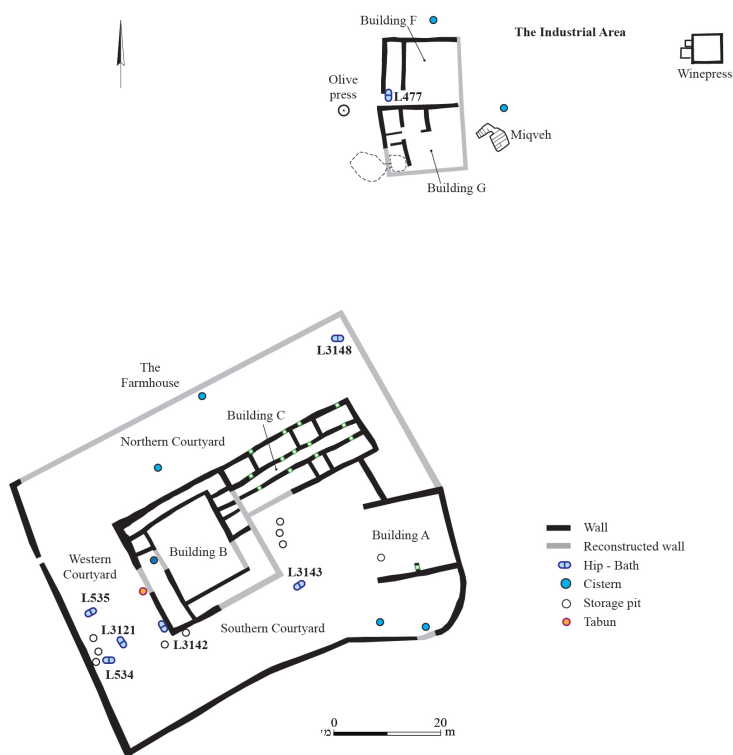 Building F
The Industrial Area
Winepress
Olive
press
L477
Miqveh
Building G
L3148
The
Farmhouse
Building C
Northern Courtyard
Building A
Building B
Western
Courtyard
L3143
L535
L3121
Southern Courtyard
L3142
L534
Wall
Reconstructed wall
Hip - Bath
Cistern
Storage pit
Tabun
0 20
מ' m